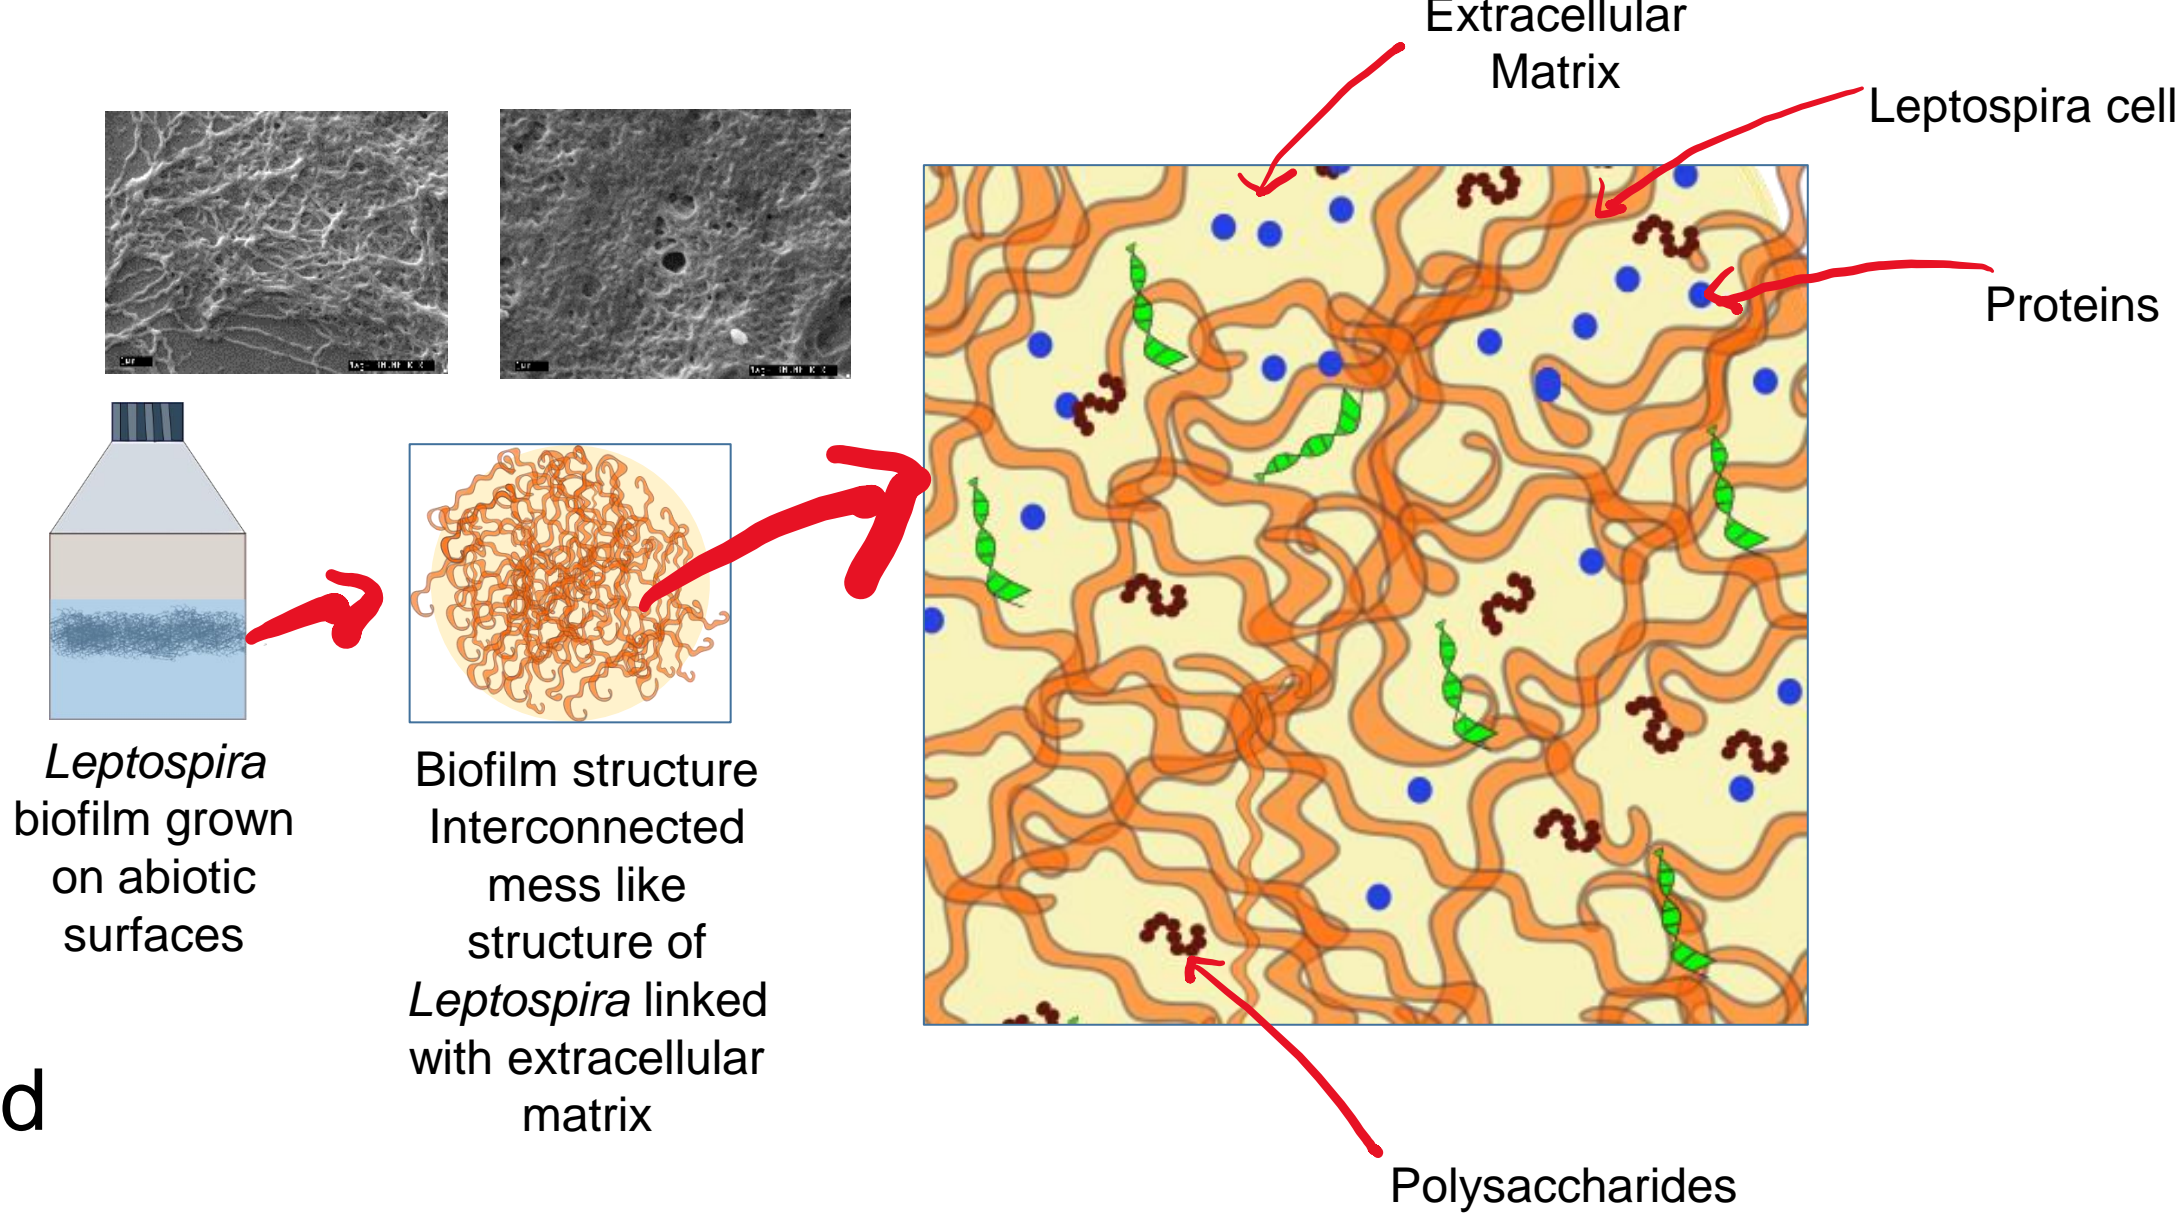 Extracellular
Matrix
Leptospira cell
Proteins
Leptospira
biofilm grown
on abiotic
surfaces
Biofilm structure
Interconnected
mess like
structure of
Leptospira linked
with extracellular
matrix
d
Polysaccharides